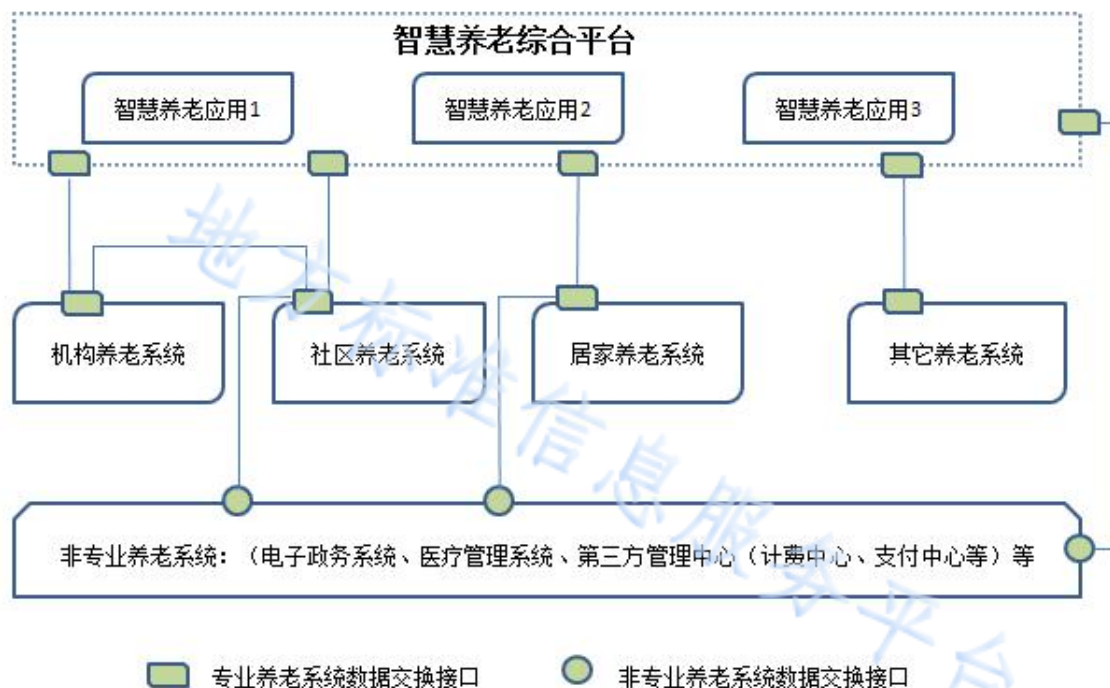 智慧养老综合平台
智慧养老应用1
智慧养老应用2
智慧养老应用3
机构养老系统
社区养老系统
居家养老系统
其它养老系统
非专业养老系统：（电子政务系统、医疗管理系统、第三方管理中心（计费中心、支付中心等）等
专业养老系统数据交换接口
非专业养老系统数据交换接口
地方标准信息服务平台